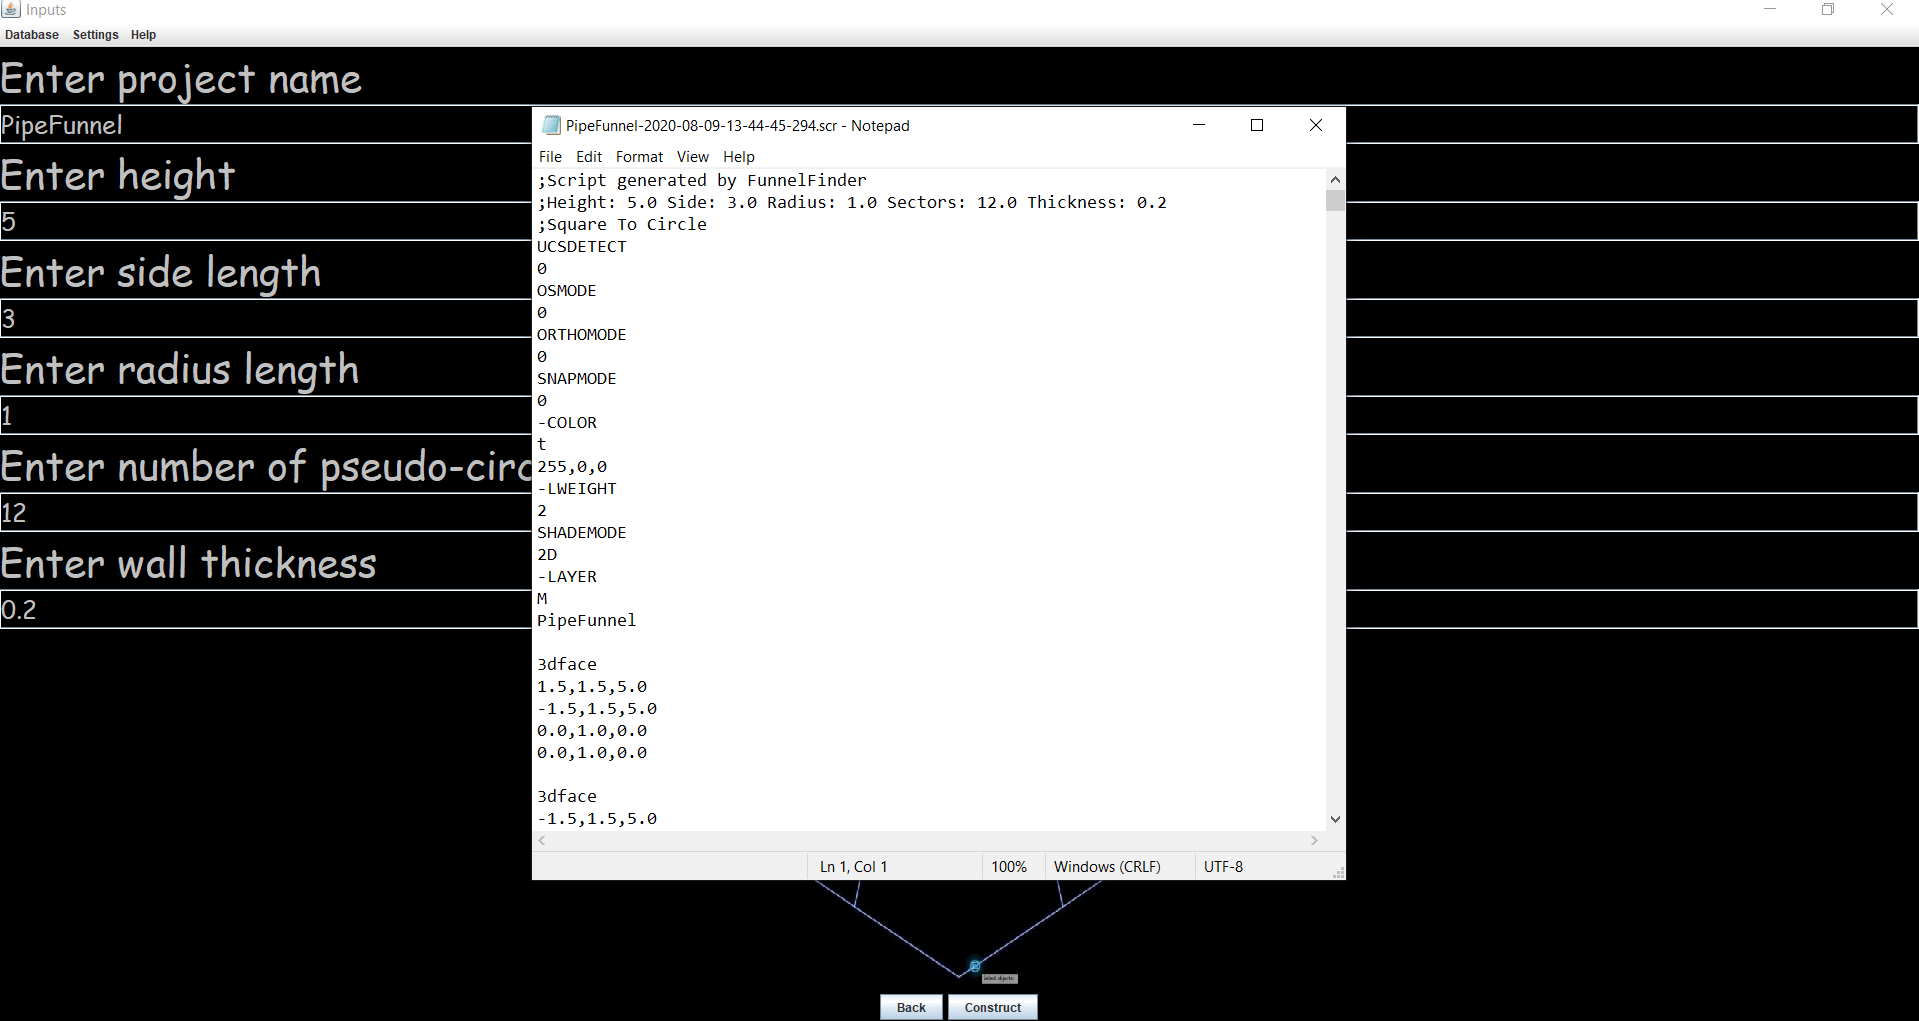 Inputs
Database Settings Help
Enter project name
PipeFunnel
Enter height
5
Enter side length
3
Enter radius length
1
Enter number of pseudo-circ
12
Enter wall thickness
0.2
PipeFunnel-2020-08-09-13-44-45-294.scr - Notepad
File Edit Format View Help
;Script generated by FunnelFinder
;Height: 5.0 Side: 3.0 Radius: 1.0 Sectors: 12.0 Thickness: 0.2
;Square To Circle
UCSDETECT
0
OSMODE
0
ORTHOMODE
0
SNAPMODE
0
-COLOR
t
255,0,0
-LWEIGHT
2
SHADEMODE
2D
-LAYER
M
PipeFunnel
3dface
1.5,1.5,5.0
-1.5,1.5,5.0
0.0,1.0,0.0
0.0,1.0,0.0
3dface
-1.5,1.5,5.0
Ln 1, Col 1 100% Windows (CRLF) UTF-8
Select objects:
Back Construct